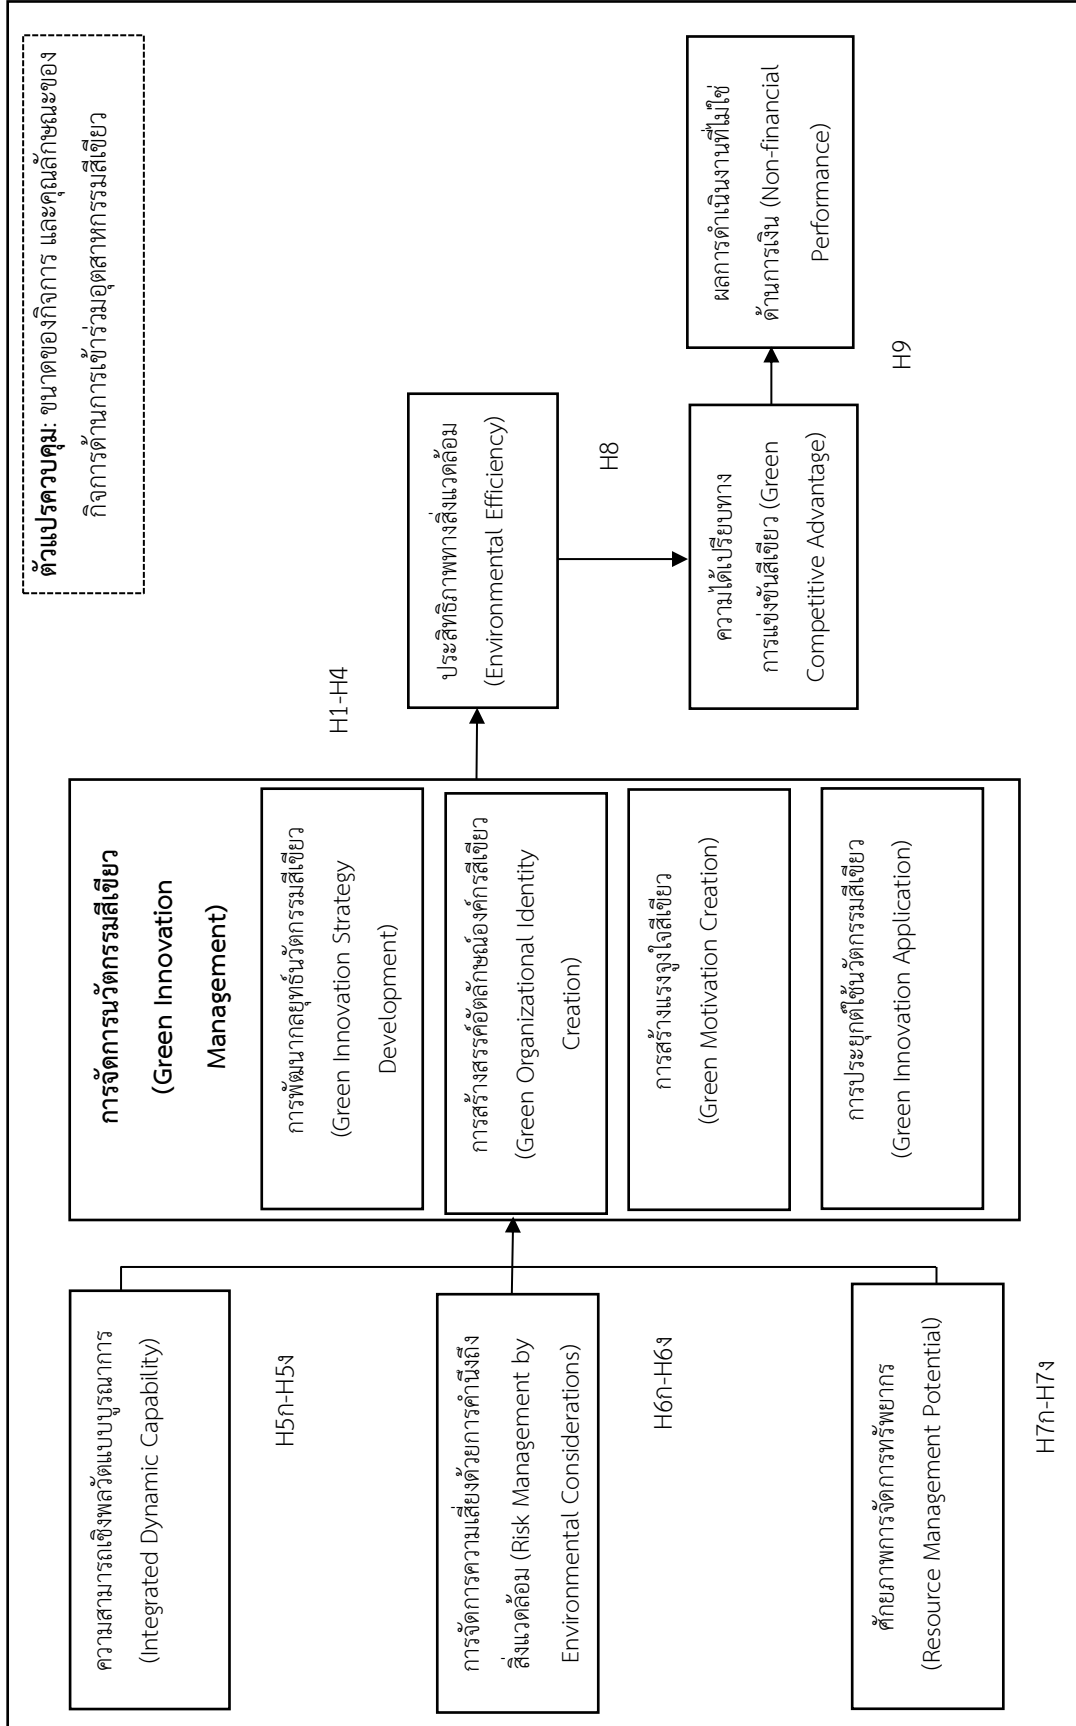 ตัวแปรควบคุม: ขนาดของกิจการ และคุณลักษณะของ
กิจการด้านการเข้าร่วมอุตสาหกรรมสีเขียว
การจัดการนวัตกรรมสีเขียว
(Green Innovation
Management)
ความสามารถเชิงพลวัตแบบบูรณาการ
(Integrated Dynamic Capability)
H5ก-H5ง
การจัดการความเสี่ยงด้วยการคำนึงถึง
สิ่งแวดล้อม (Risk Management by
Environmental Considerations)
H6ก-H6ง
ศักยภาพการจัดการทรัพยากร
(Resource Management Potential)
H7ก-H7ง
การพัฒนากลยุทธ์นวัตกรรมสีเขียว
(Green Innovation Strategy
Development)
การสร้างสรรค์อัตลักษณ์องค์กรสีเขียว
(Green Organizational Identity
Creation)
การสร้างแรงจูงใจสีเขียว
(Green Motivation Creation)
การประยุกต์ใช้นวัตกรรมสีเขียว
(Green Innovation Application)
H1-H4
ประสิทธิภาพทางสิ่งแวดล้อม
(Environmental Efficiency)
H8
ความได้เปรียบทาง
การแข่งขันสีเขียว (Green
Competitive Advantage)
H9
ผลการดำเนินงานที่ไม่ใช่
ด้านการเงิน (Non-financial
Performance)